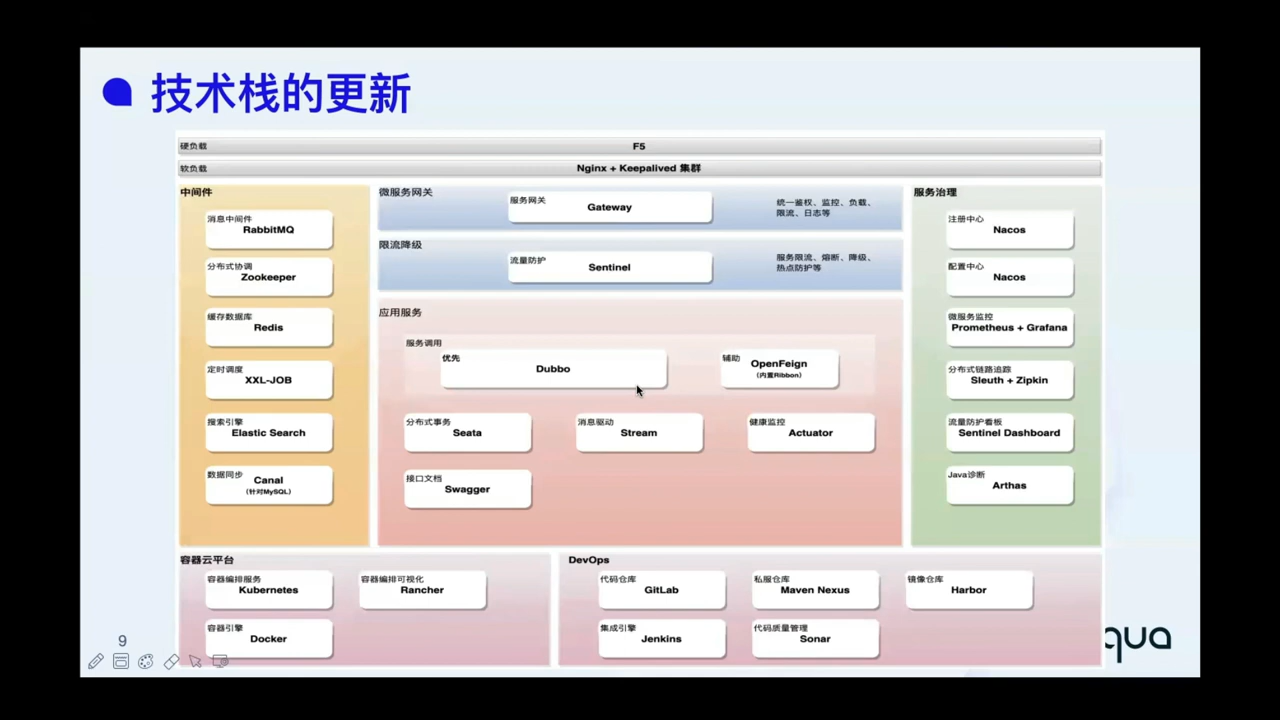 技术栈的更新
硬负载
F5
软负载
Nginx + Keepalived 集群
中间件
消息中间件
RabbitMQ
分布式协调
Zookeeper
缓存数据库
Redis
定时调度
XXL-JOB
搜索引擎
Elastic Search
数据同步
Canal
(针对MySQL)
微服务网关
服务网关
Gateway
统一鉴权、监控、负载、
限流、日志等
限流降级
流量防护
Sentinel
服务限流、熔断、降级、
热点防护等
应用服务
服务调用
优先
Dubbo
辅助
OpenFeign
(内置Ribbon)
分布式事务
Seata
消息驱动
Stream
健康监控
Actuator
接口文档
Swagger
服务治理
注册中心
Nacos
配置中心
Nacos
微服务监控
Prometheus + Grafana
分布式链路追踪
Sleuth + Zipkin
流量防护看板
Sentinel Dashboard
Java诊断
Arthas
容器云平台
容器编排服务
Kubernetes
容器编排可视化
Rancher
容器引擎
Docker
DevOps
代码仓库
GitLab
私服仓库
Maven Nexus
镜像仓库
Harbor
集成引擎
Jenkins
代码质量管理
Sonar
9
qua